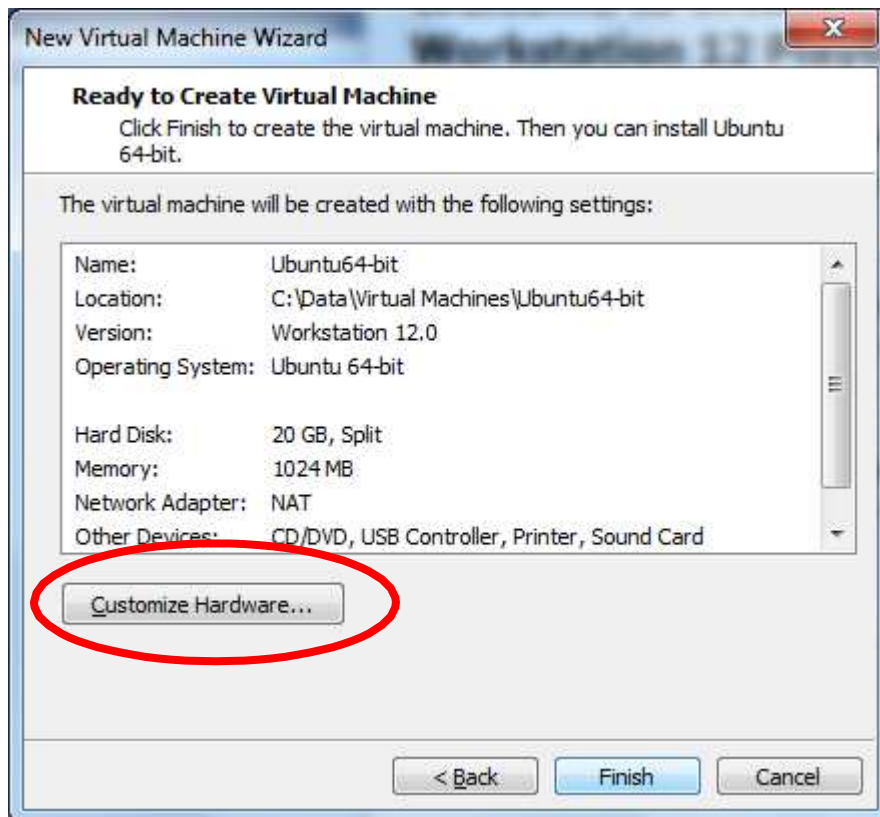 New Virtual Machine Wizard
Workstation 12 Player
Ready to Create Virtual Machine
Click Finish to create the virtual machine. Then you can install Ubuntu
64-bit.
The virtual machine will be created with the following settings:
Name: Ubuntu64-bit
Location: C:\Data\Virtual Machines\Ubuntu64-bit
Version: Workstation 12.0
Operating System: Ubuntu 64-bit
Hard Disk: 20 GB, Split
Memory: 1024 MB
Network Adapter: NAT
Other Devices: CD/DVD, USB Controller, Printer, Sound Card
Customize Hardware...
< Back Finish Cancel